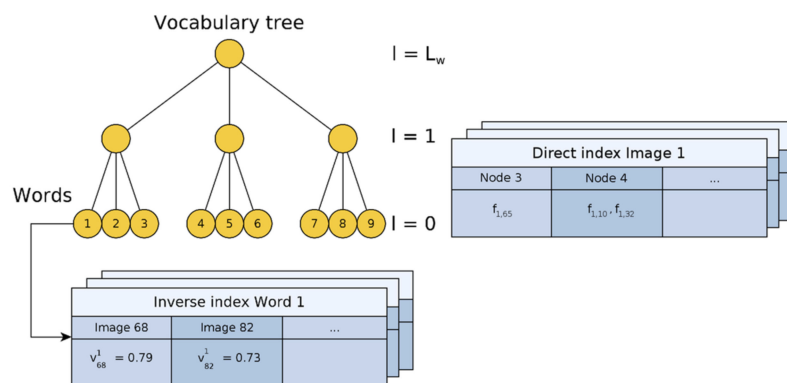 Vocabulary tree
l = L_w
l = 1
Words
1 2 3 4 5 6 7 8 9
l = 0
Direct index Image 1
Node 3 Node 4 ...
f_1,65 f_1,10, f_1,32
Inverse index Word 1
Image 68 Image 82 ...
v^1_68 = 0.79 v^1_82 = 0.73